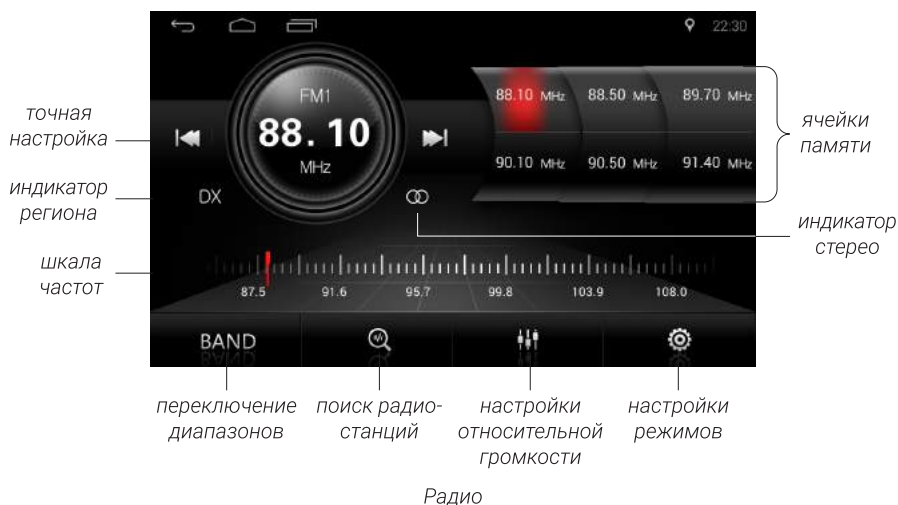 22:30
FM1
88.10
MHz
88.10 MHz 88.50 MHz 89.70 MHz
90.10 MHz 90.50 MHz 91.40 MHz
DX
87.5 91.6 95.7 99.8 103.9 108.0
BAND
точная
настройка
индикатор
региона
шкала
частот
ячейки
памяти
индикатор
стерео
переключение
диапазонов
поиск радио-
станций
настройки
относительной
громкости
настройки
режимов
Радио